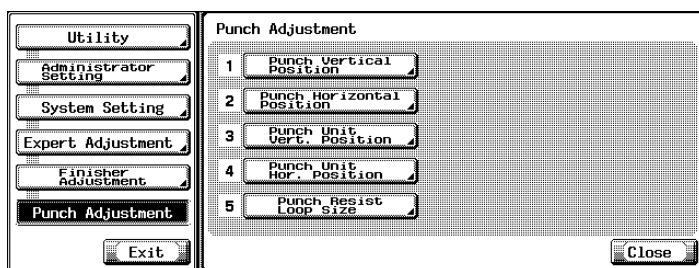 Utility
Administrator
Setting
System Setting
Expert Adjustment
Finisher
Adjustment
Punch Adjustment
Exit
Punch Adjustment
1 Punch Vertical
Position
2 Punch Horizontal
Position
3 Punch Unit
Vert. Position
4 Punch Unit
Hor. Position
5 Punch Resist
Loop Size
Close